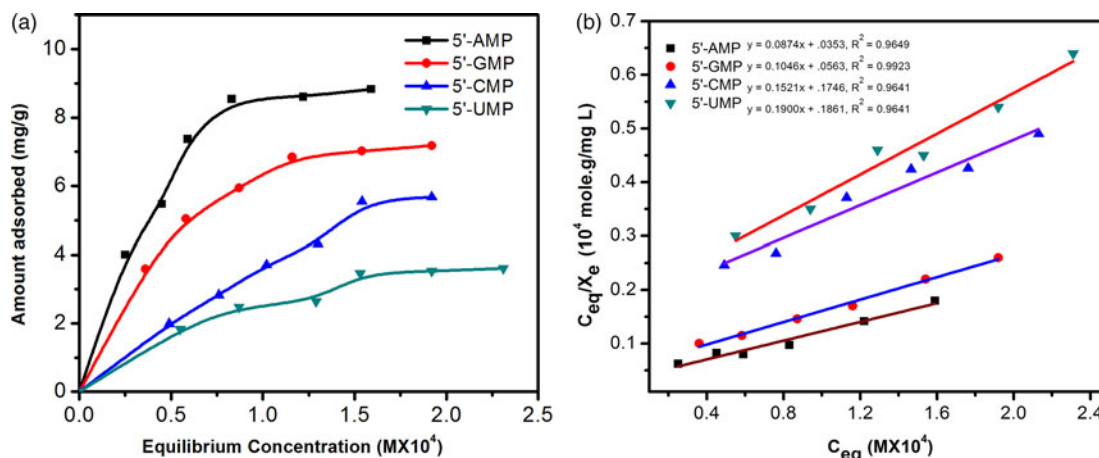 (a)
10
8
6
4
2
0
Amount adsorbed (mg/g)
0.0 0.5 1.0 1.5 2.0 2.5
Equilibrium Concentration (MX10⁴)
5'-AMP
5'-GMP
5'-CMP
5'-UMP
(b)
0.7
0.6
0.5
0.4
0.3
0.2
0.1
C_eq/X_e (10⁴ mole.g/mg L)
0.4 0.8 1.2 1.6 2.0 2.4
C_eq (MX10⁴)
5'-AMP y = 0.0874x + .0353, R² = 0.9649
5'-GMP y = 0.1046x + .0563, R² = 0.9923
5'-CMP y = 0.1521x + .1746, R² = 0.9641
5'-UMP y = 0.1900x + .1861, R² = 0.9641